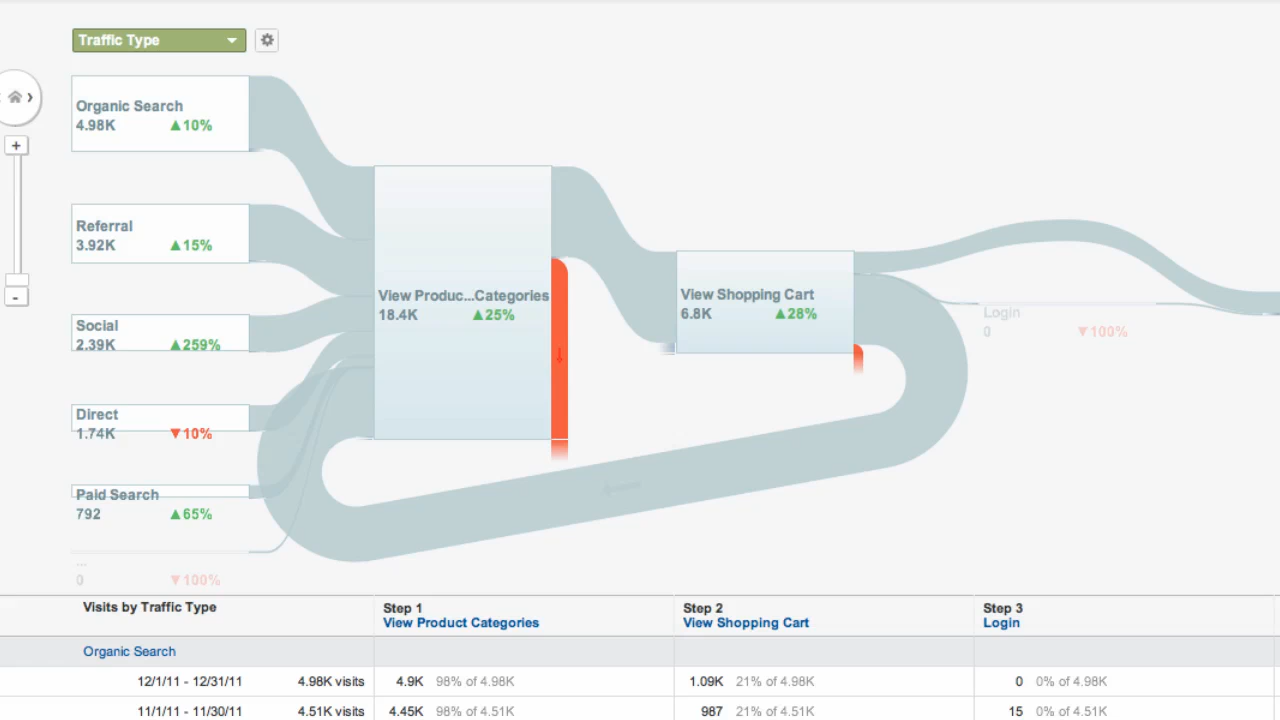 Traffic Type
Organic Search
4.98K ▲10%
Referral
3.92K ▲15%
Social
2.39K ▲259%
Direct
1.74K ▼10%
Paid Search
792 ▲65%
...
0 ▼100%
View Produc...Categories
18.4K ▲25%
View Shopping Cart
6.8K ▲28%
Login
0 ▼100%
+
-
Visits by Traffic Type
Step 1
View Product Categories
Step 2
View Shopping Cart
Step 3
Login
Organic Search
12/1/11 - 12/31/11 4.98K visits 4.9K 98% of 4.98K 1.09K 21% of 4.98K 0 0% of 4.98K
11/1/11 - 11/30/11 4.51K visits 4.45K 98% of 4.51K 987 21% of 4.51K 15 0% of 4.51K